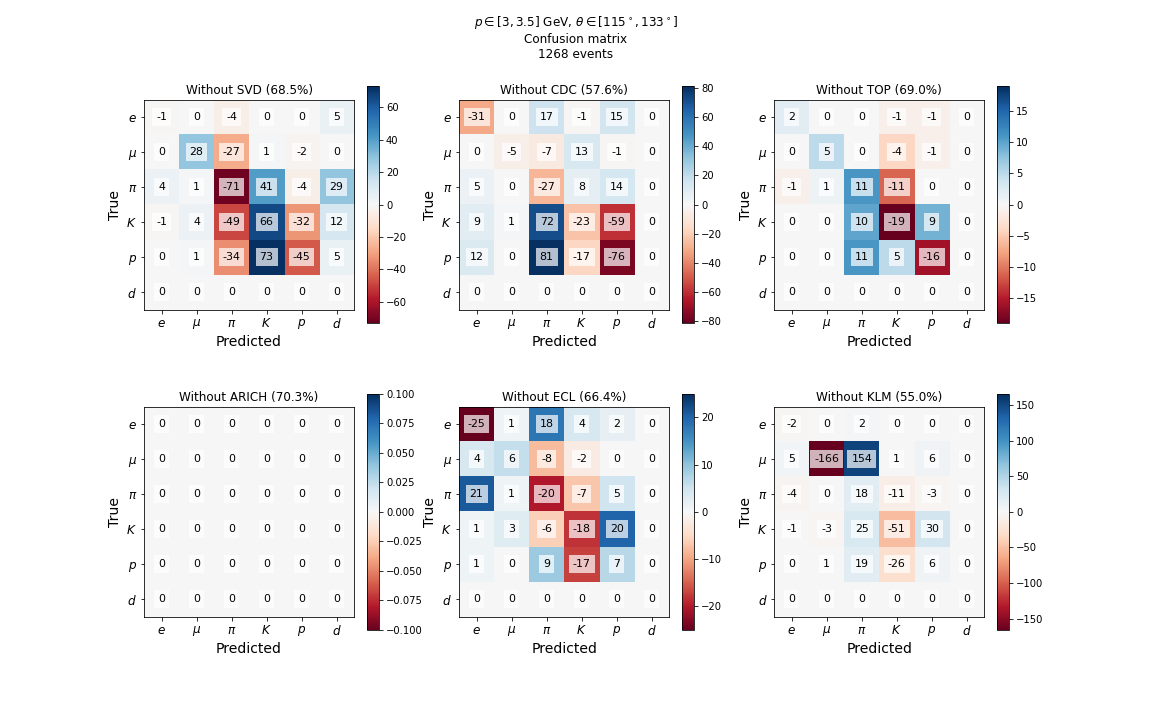 p ∈ [3, 3.5] GeV, θ ∈ [115°, 133°]
Confusion matrix
1268 events
Without SVD (68.5%)
True
e -1 0 -4 0 0 5
μ 0 28 -27 1 -2 0
π 4 1 -71 41 -4 29
K -1 4 -49 66 -32 12
p 0 1 -34 73 -45 5
d 0 0 0 0 0 0
e μ π K p d
Predicted
60
40
20
0
−20
−40
−60
Without CDC (57.6%)
True
e -31 0 17 -1 15 0
μ 0 -5 -7 13 -1 0
π 5 0 -27 8 14 0
K 9 1 72 -23 -59 0
p 12 0 81 -17 -76 0
d 0 0 0 0 0 0
e μ π K p d
Predicted
80
60
40
20
0
−20
−40
−60
−80
Without TOP (69.0%)
True
e 2 0 0 -1 -1 0
μ 0 5 0 -4 -1 0
π -1 1 11 -11 0 0
K 0 0 10 -19 9 0
p 0 0 11 5 -16 0
d 0 0 0 0 0 0
e μ π K p d
Predicted
15
10
5
0
−5
−10
−15
Without ARICH (70.3%)
True
e 0 0 0 0 0 0
μ 0 0 0 0 0 0
π 0 0 0 0 0 0
K 0 0 0 0 0 0
p 0 0 0 0 0 0
d 0 0 0 0 0 0
e μ π K p d
Predicted
0.100
0.075
0.050
0.025
0.000
−0.025
−0.050
−0.075
−0.100
Without ECL (66.4%)
True
e -25 1 18 4 2 0
μ 4 6 -8 -2 0 0
π 21 1 -20 -7 5 0
K 1 3 -6 -18 20 0
p 1 0 9 -17 7 0
d 0 0 0 0 0 0
e μ π K p d
Predicted
20
10
0
−10
−20
Without KLM (55.0%)
True
e -2 0 2 0 0 0
μ 5 -166 154 1 6 0
π -4 0 18 -11 -3 0
K -1 -3 25 -51 30 0
p 0 1 19 -26 6 0
d 0 0 0 0 0 0
e μ π K p d
Predicted
150
100
50
0
−50
−100
−150